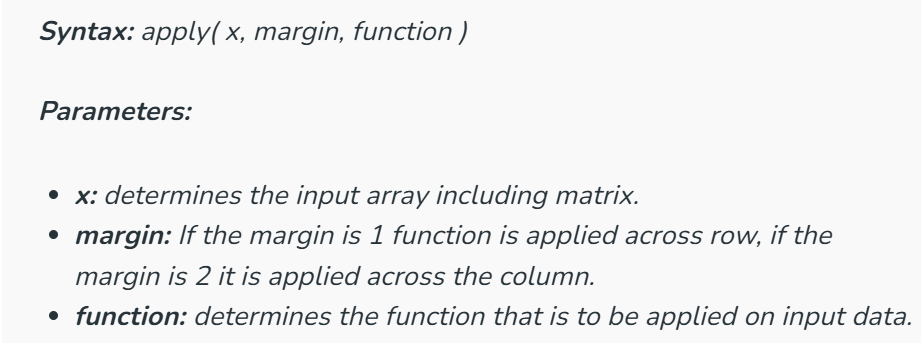 Syntax: apply( x, margin, function )
Parameters:
• x: determines the input array including matrix.
• margin: If the margin is 1 function is applied across row, if the
margin is 2 it is applied across the column.
• function: determines the function that is to be applied on input data.